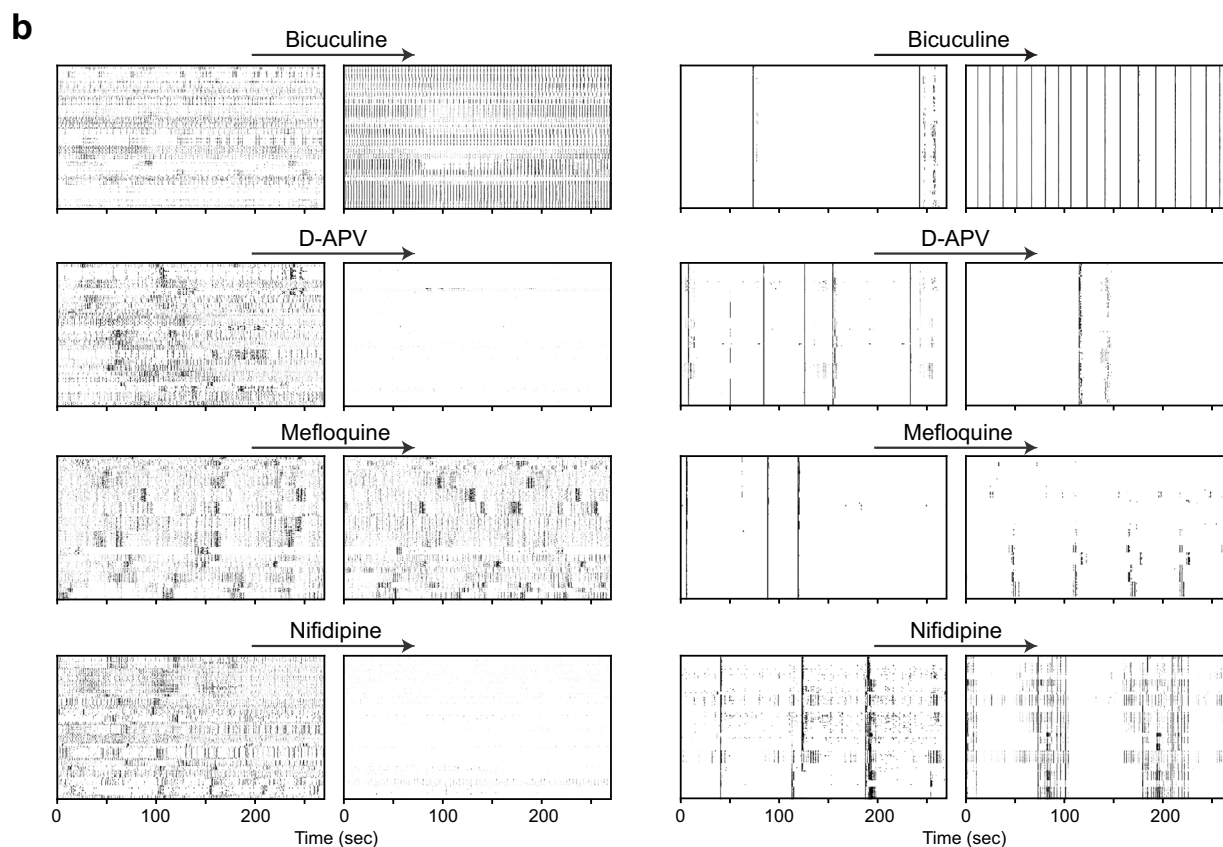 b
Bicuculine Bicuculine
D-APV D-APV
Mefloquine Mefloquine
Nifidipine Nifidipine
0 100 200 0 100 200 0 100 200 0 100 200
Time (sec) Time (sec)